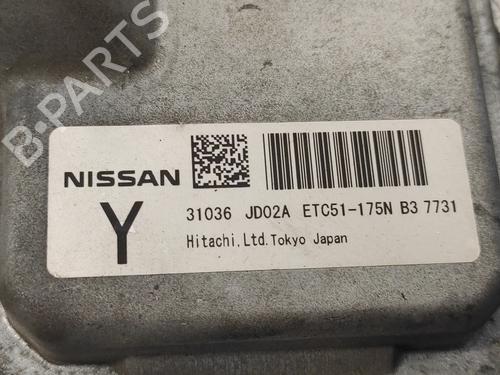 B-PARTS
NISSAN
Y
31036 JD02A ETC51-175N B3 7731
Hitachi,Ltd.Tokyo Japan